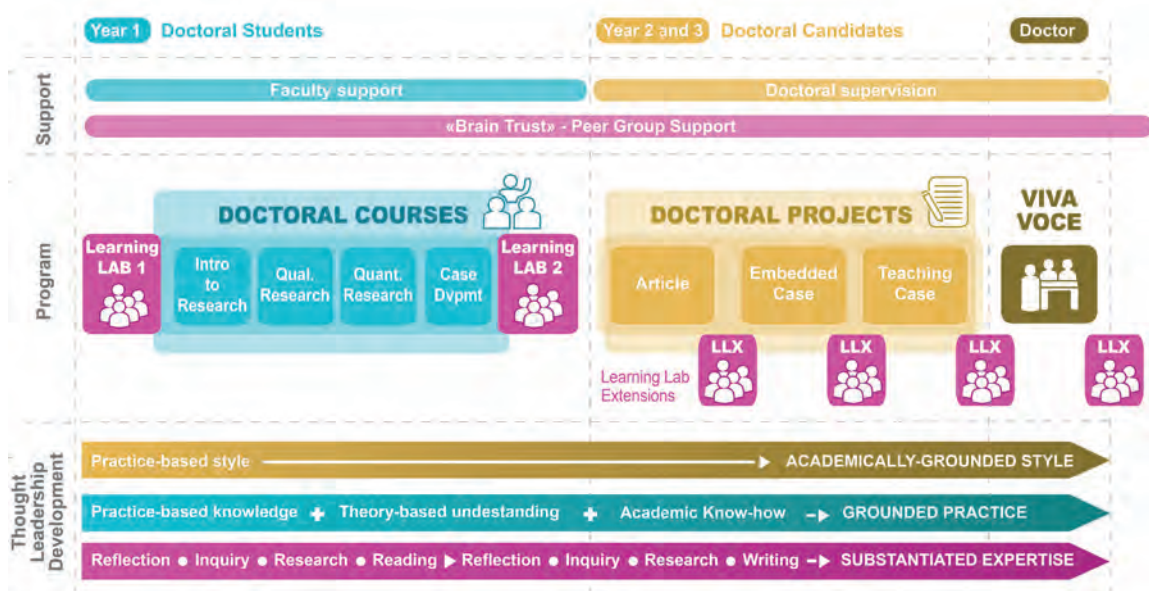 Year 1 Doctoral Students
Year 2 and 3 Doctoral Candidates
Doctor
Support
Faculty support
Doctoral supervision
«Brain Trust» - Peer Group Support
Program
DOCTORAL COURSES
Learning
LAB 1
Intro
to
Research
Qual.
Research
Quant.
Research
Case
Dvpmt
Learning
LAB 2
DOCTORAL PROJECTS
Article
Embedded
Case
Teaching
Case
VIVA
VOCE
Learning Lab
Extensions
LLX
LLX
LLX
LLX
Thought
Leadership
Development
Practice-based style ACADEMICALLY-GROUNDED STYLE
Practice-based knowledge + Theory-based undestanding + Academic Know-how GROUNDED PRACTICE
Reflection • Inquiry • Research • Reading ▶ Reflection • Inquiry • Research • Writing SUBSTANTIATED EXPERTISE